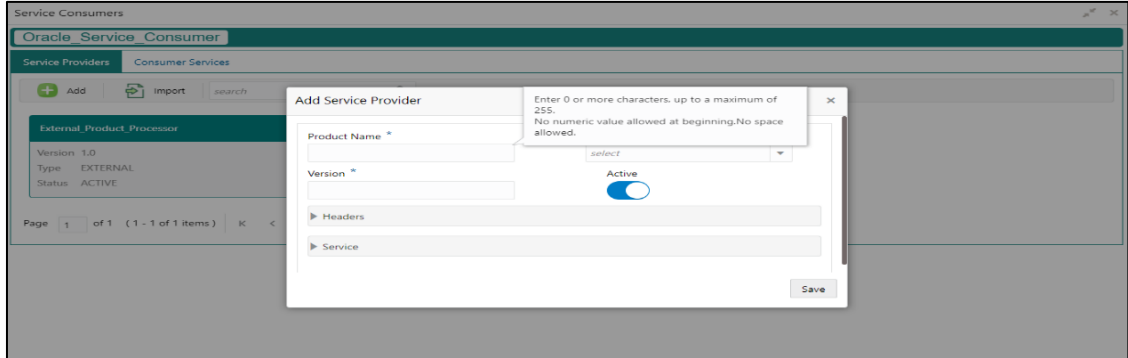 Service Consumers
Oracle_Service_Consumer
Service Providers Consumer Services
Add Import search
External_Product_Processor
Version 1.0
Type EXTERNAL
Status ACTIVE
Page 1 of 1 (1 - 1 of 1 items)
Add Service Provider
Enter 0 or more characters, up to a maximum of
255.
No numeric value allowed at beginning.No space
allowed.
Product Name *
select
Version * Active
Headers
Service
Save